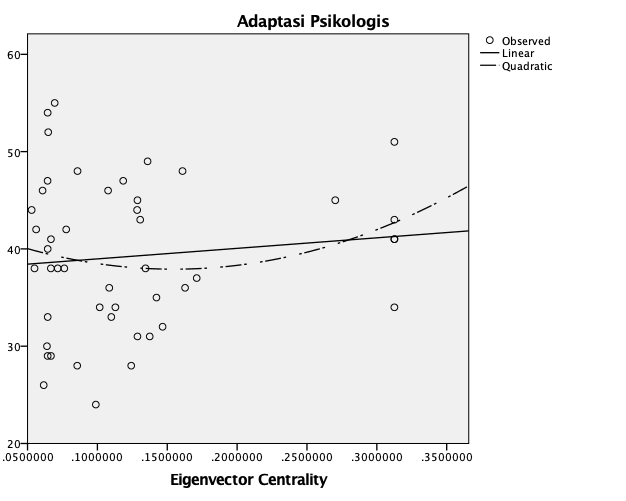 Adaptasi Psikologis
Observed
Linear
Quadratic
60
50
40
30
20
.0500000 .1000000 .1500000 .2000000 .2500000 .3000000 .3500000
Eigenvector Centrality